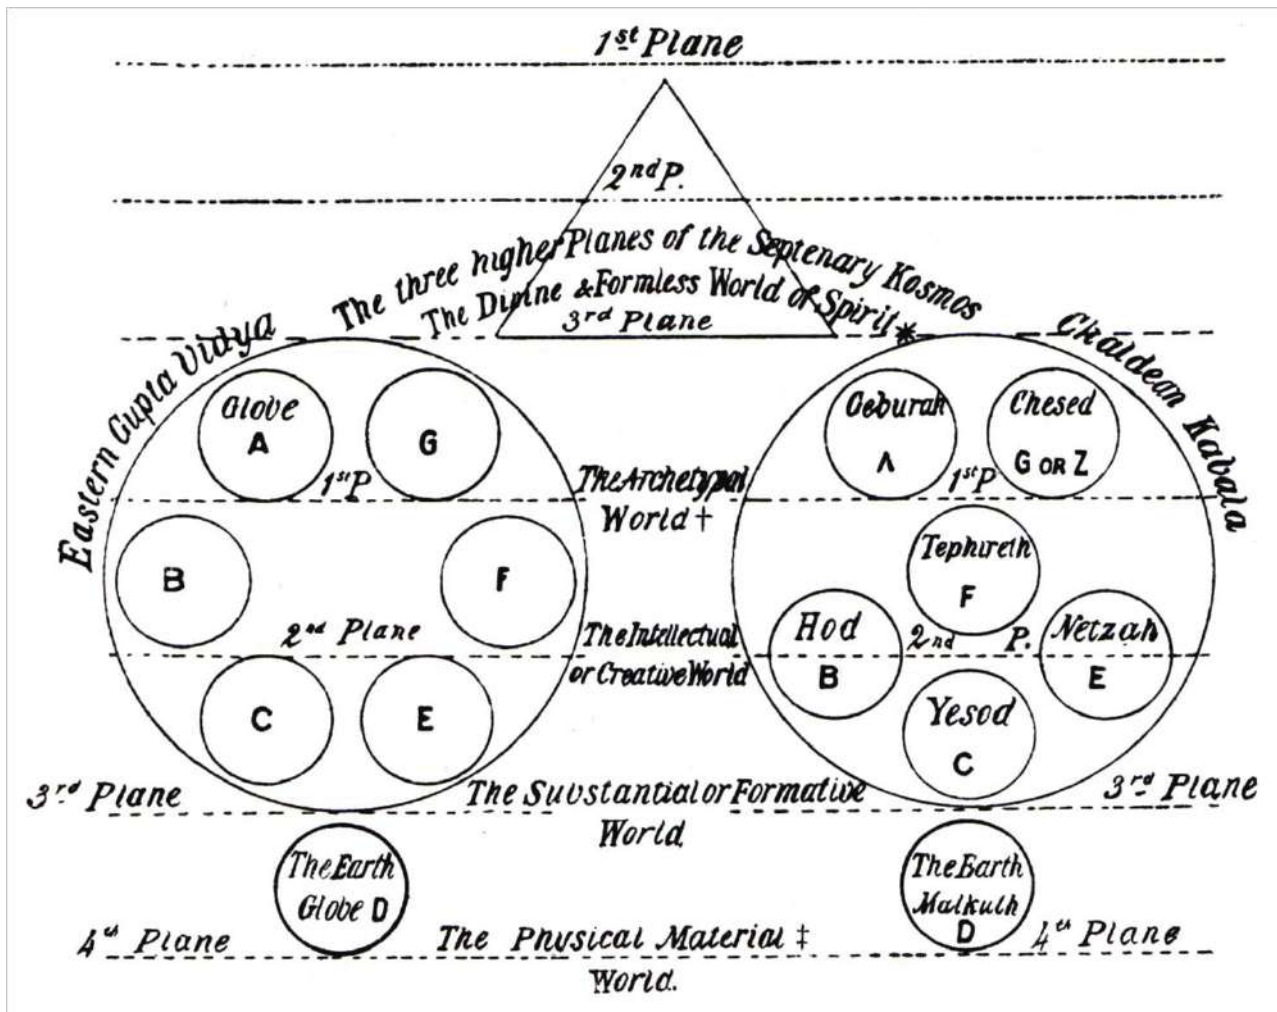 1st Plane
2nd P.
The three higher Planes of the Septenary Kosmos
The Divine & Formless World of Spirit*
3rd Plane
Eastern Gupta Vidya
Chaldean Kabala
Globe
A
G
1st P
Geburah
A
Chesed
G OR Z
1st P
The Archetypal
World †
B
F
2nd Plane
Tephireth
F
Hod
B
2nd P.
Netzah
E
The Intellectual
or Creative World
C
E
Yesod
C
3rd Plane
The Substantial or Formative
World.
3rd Plane
The Earth
Globe D
The Earth
Malkuth
D
4th Plane
The Physical Material ‡
World.
4th Plane